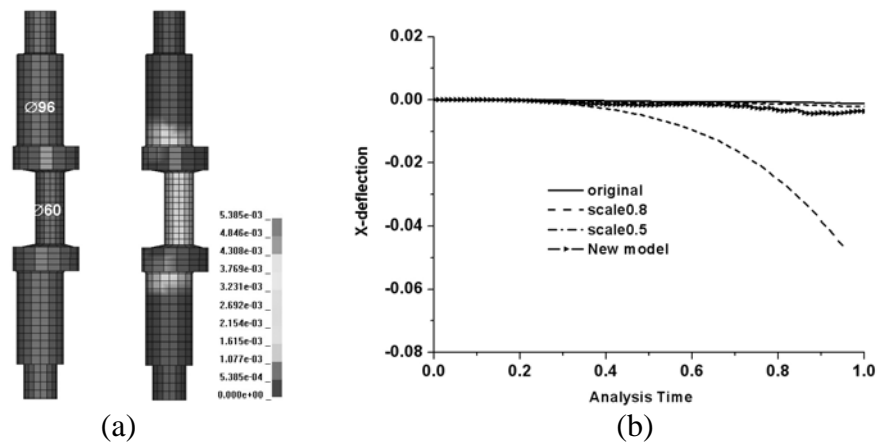 Ø96
Ø60
5.385e-03
4.846e-03
4.308e-03
3.769e-03
3.231e-03
2.692e-03
2.154e-03
1.615e-03
1.077e-03
5.385e-04
0.000e+00
(a)
0.02
0.00
-0.02
-0.04
-0.06
-0.08
X-deflection
original
scale0.8
scale0.5
New model
0.0 0.2 0.4 0.6 0.8 1.0
Analysis Time
(b)